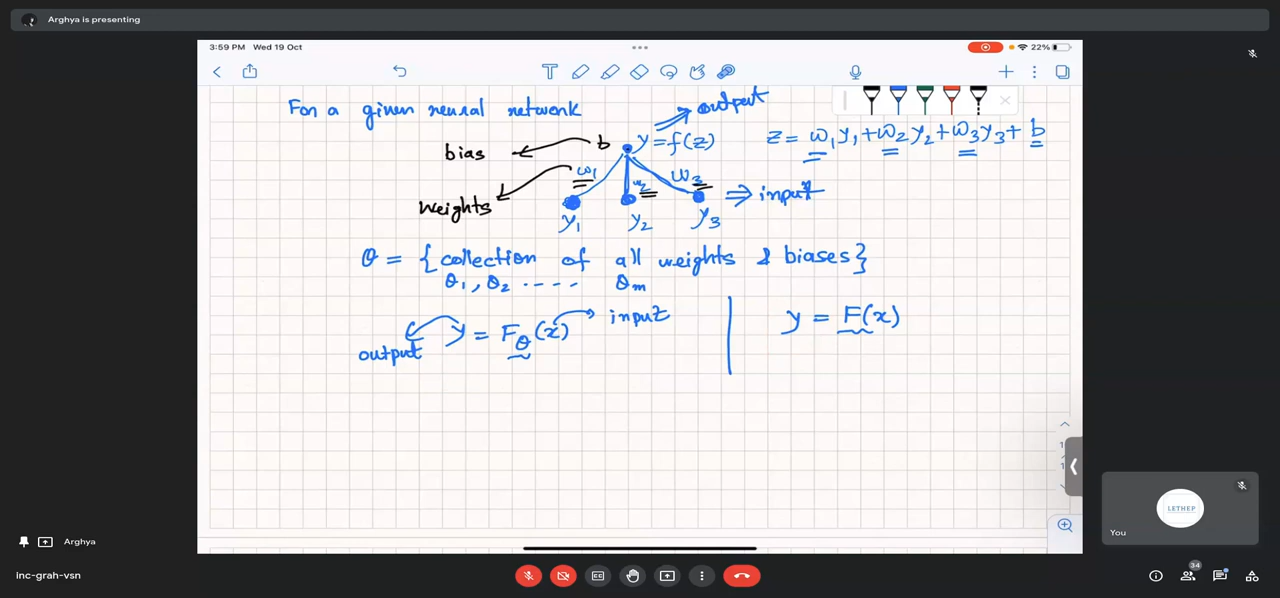 Arghya is presenting
3:59 PM Wed 19 Oct
22%
For a given neural network
output
bias
b
y = f(z)
z = ω₁y₁ + ω₂y₂ + ω₃y₃ + b
weights
ω₁
ω₂
ω₃
⇒ input
y₁
y₂
y₃
θ = {collection of all weights & biases}
θ₁, θ₂ ---- θₘ
y = F_θ(x)
input
output
y = F(x)
LETHEP
You
Arghya
lnc-grah-vsn
34